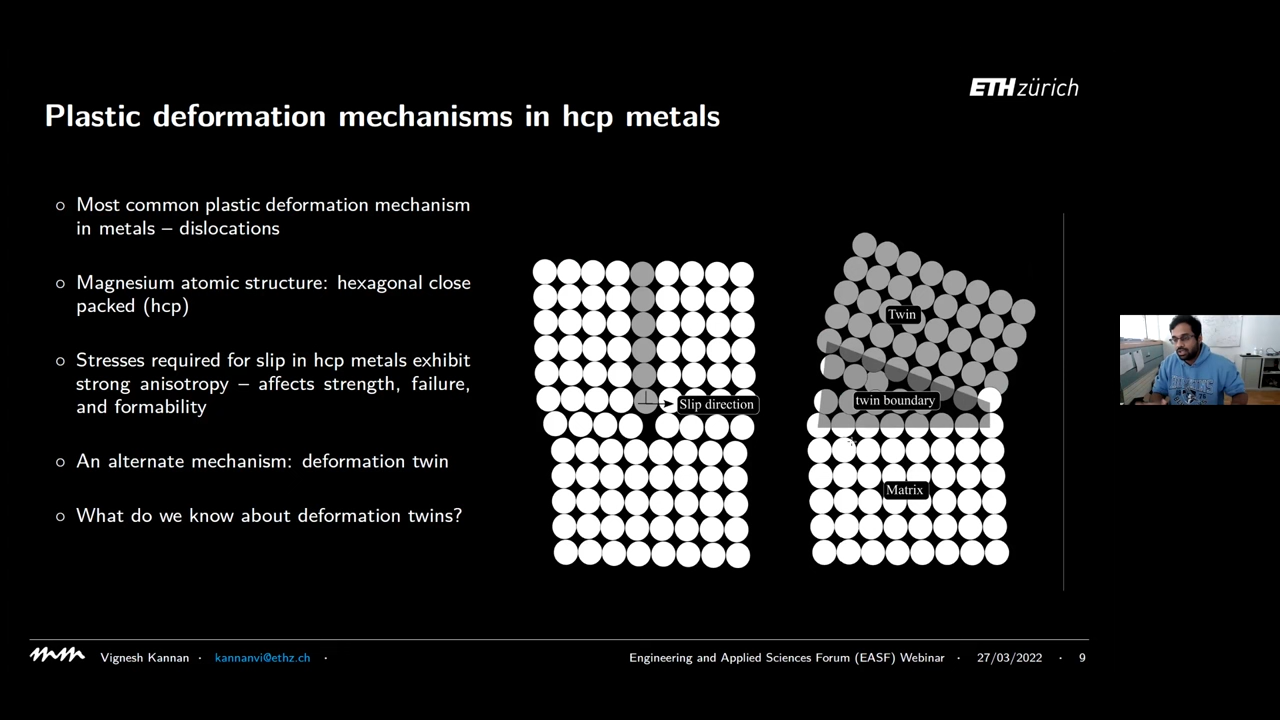 ETH zürich
Plastic deformation mechanisms in hcp metals
○ Most common plastic deformation mechanism
in metals – dislocations
○ Magnesium atomic structure: hexagonal close
packed (hcp)
○ Stresses required for slip in hcp metals exhibit
strong anisotropy – affects strength, failure,
and formability
○ An alternate mechanism: deformation twin
○ What do we know about deformation twins?
Slip direction
Twin
twin boundary
Matrix
Vignesh Kannan · kannanvi@ethz.ch ·
Engineering and Applied Sciences Forum (EASF) Webinar · 27/03/2022 · 9